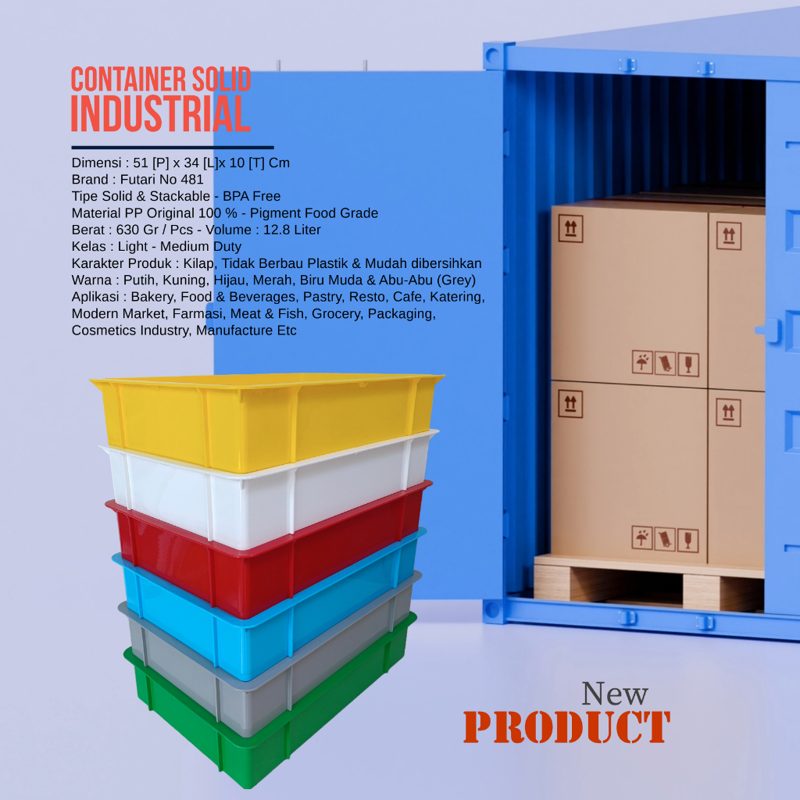 CONTAINER SOLID
INDUSTRIAL
Dimensi : 51 [P] x 34 [L]x 10 [T] Cm
Brand : Futari No 481
Tipe Solid & Stackable - BPA Free
Material PP Original 100 % - Pigment Food Grade
Berat : 630 Gr / Pcs - Volume : 12.8 Liter
Kelas : Light - Medium Duty
Karakter Produk : Kilap, Tidak Berbau Plastik & Mudah dibersihkan
Warna : Putih, Kuning, Hijau, Merah, Biru Muda & Abu-Abu (Grey)
Aplikasi : Bakery, Food & Beverages, Pastry, Resto, Cafe, Katering,
Modern Market, Farmasi, Meat & Fish, Grocery, Packaging,
Cosmetics Industry, Manufacture Etc
New
PRODUCT